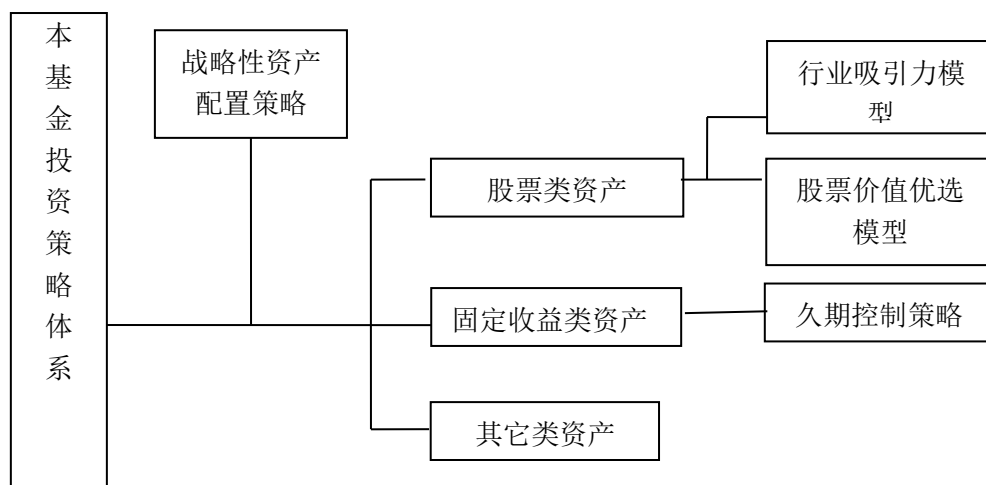 本基金投资策略体系
战略性资产
配置策略
行业吸引力模
型
股票类资产
股票价值优选
模型
固定收益类资产
久期控制策略
其它类资产